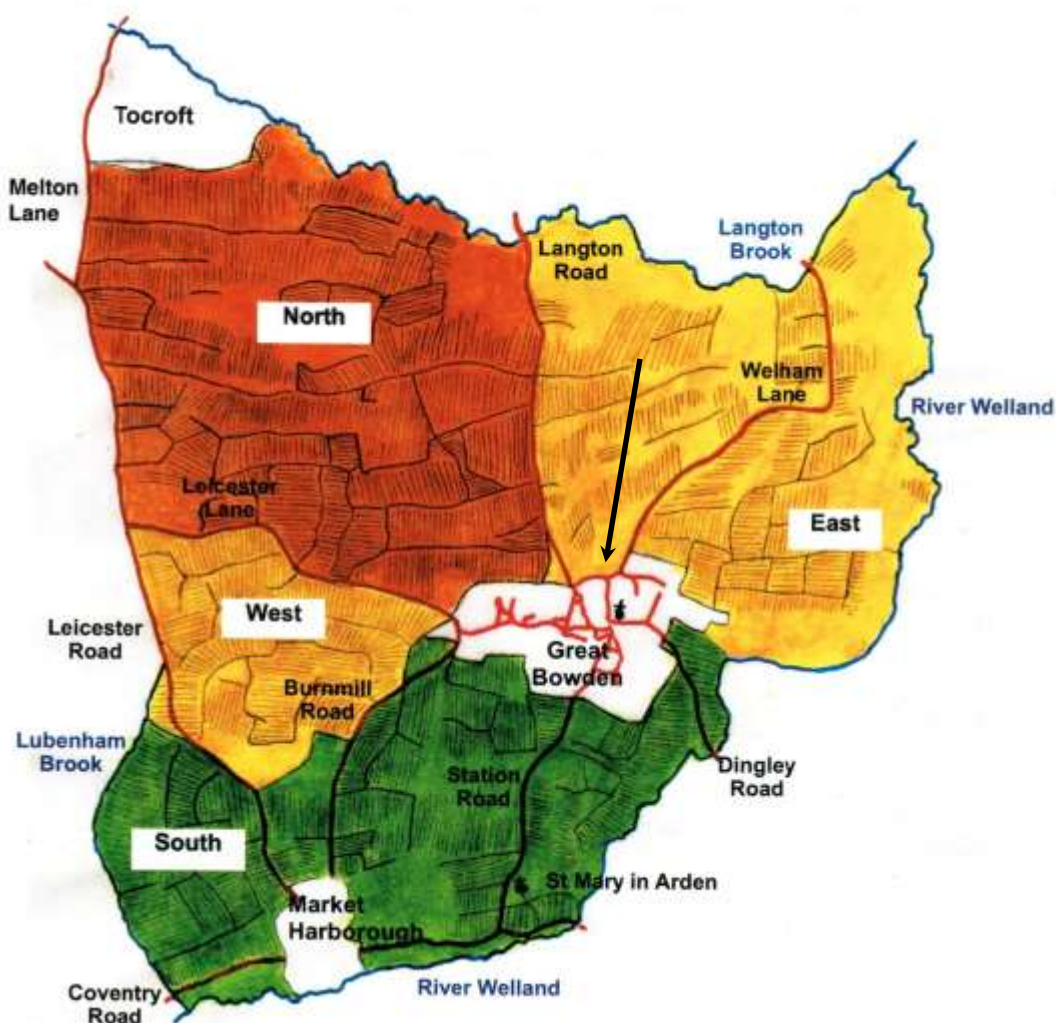 Tocroft
Melton
Lane
Langton
Road
Langton
Brook
North
Welham
Lane
River Welland
Leicester
Lane
East
West
Leicester
Road
Great
Bowden
Burnmill
Road
Lubenham
Brook
Station
Road
Dingley
Road
South
St Mary in Arden
Market
Harborough
River Welland
Coventry
Road